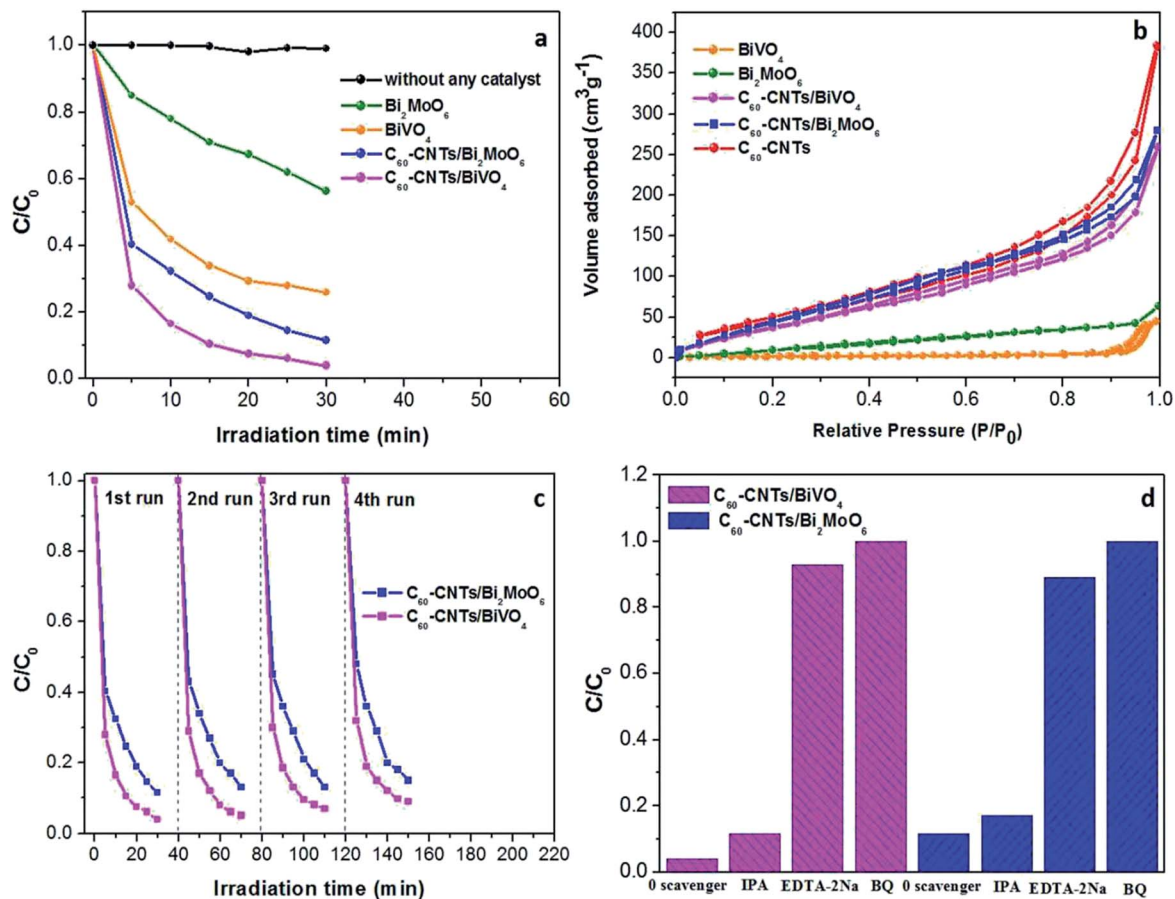 a
C/C₀
1.0
0.8
0.6
0.4
0.2
0.0
0 10 20 30 40 50 60
Irradiation time (min)
without any catalyst
Bi₂MoO₆
BiVO₄
C₆₀-CNTs/Bi₂MoO₆
C₆₀-CNTs/BiVO₄
b
Volume adsorbed (cm³g⁻¹)
400
350
300
250
200
150
100
50
0
0.0 0.2 0.4 0.6 0.8 1.0
Relative Pressure (P/P₀)
BiVO₄
Bi₂MoO₆
C₆₀-CNTs/BiVO₄
C₆₀-CNTs/Bi₂MoO₆
C₆₀-CNTs
c
C/C₀
1.0
0.8
0.6
0.4
0.2
0.0
1st run 2nd run 3rd run 4th run
C₆₀-CNTs/Bi₂MoO₆
C₆₀-CNTs/BiVO₄
0 20 40 60 80 100 120 140 160 180 200 220
Irradiation time (min)
d
C/C₀
1.2
1.0
0.8
0.6
0.4
0.2
0.0
C₆₀-CNTs/BiVO₄
C₆₀-CNTs/Bi₂MoO₆
0 scavenger IPA EDTA-2Na BQ 0 scavenger IPA EDTA-2Na BQ